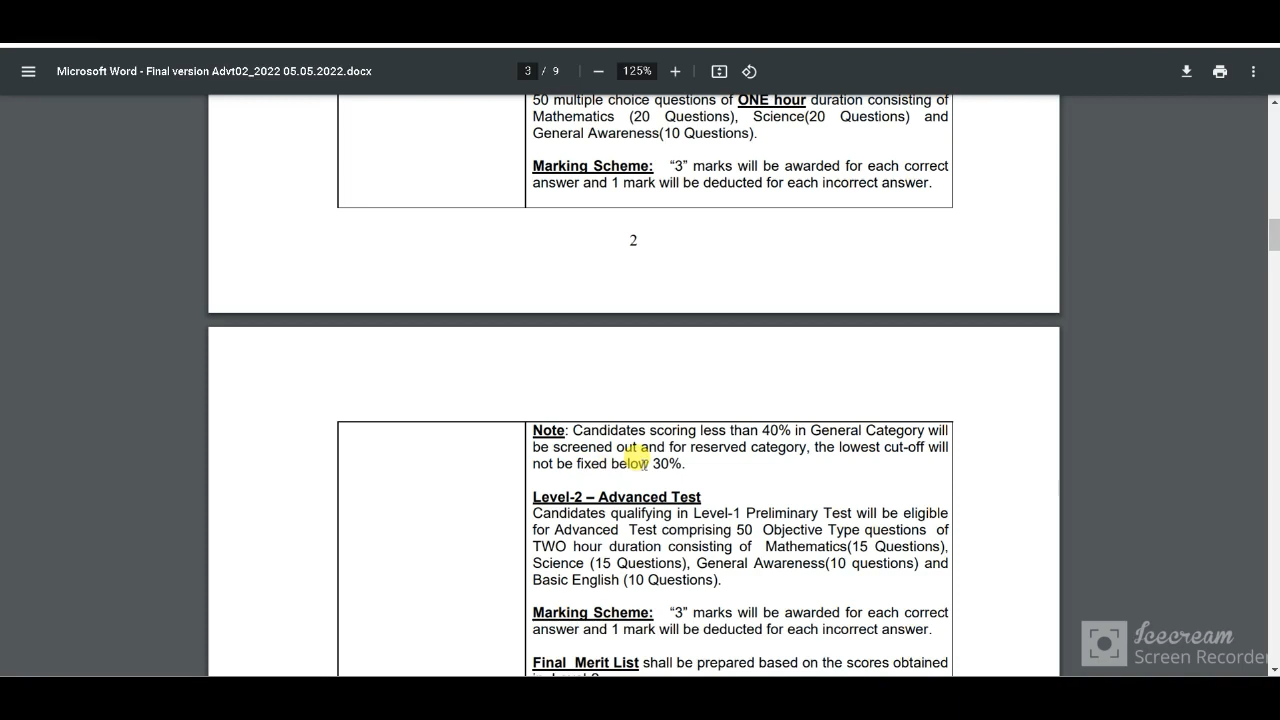 Microsoft Word - Final version Advt02_2022 05.05.2022.docx
3 / 9
125%
50 multiple choice questions of ONE hour duration consisting of
Mathematics (20 Questions), Science(20 Questions) and
General Awareness(10 Questions).
Marking Scheme: “3” marks will be awarded for each correct
answer and 1 mark will be deducted for each incorrect answer.
2
Note: Candidates scoring less than 40% in General Category will
be screened out and for reserved category, the lowest cut-off will
not be fixed below 30%.
Level-2 – Advanced Test
Candidates qualifying in Level-1 Preliminary Test will be eligible
for Advanced Test comprising 50 Objective Type questions of
TWO hour duration consisting of Mathematics(15 Questions),
Science (15 Questions), General Awareness(10 questions) and
Basic English (10 Questions).
Marking Scheme: “3” marks will be awarded for each correct
answer and 1 mark will be deducted for each incorrect answer.
Final Merit List shall be prepared based on the scores obtained
Icecream
Screen Recorder